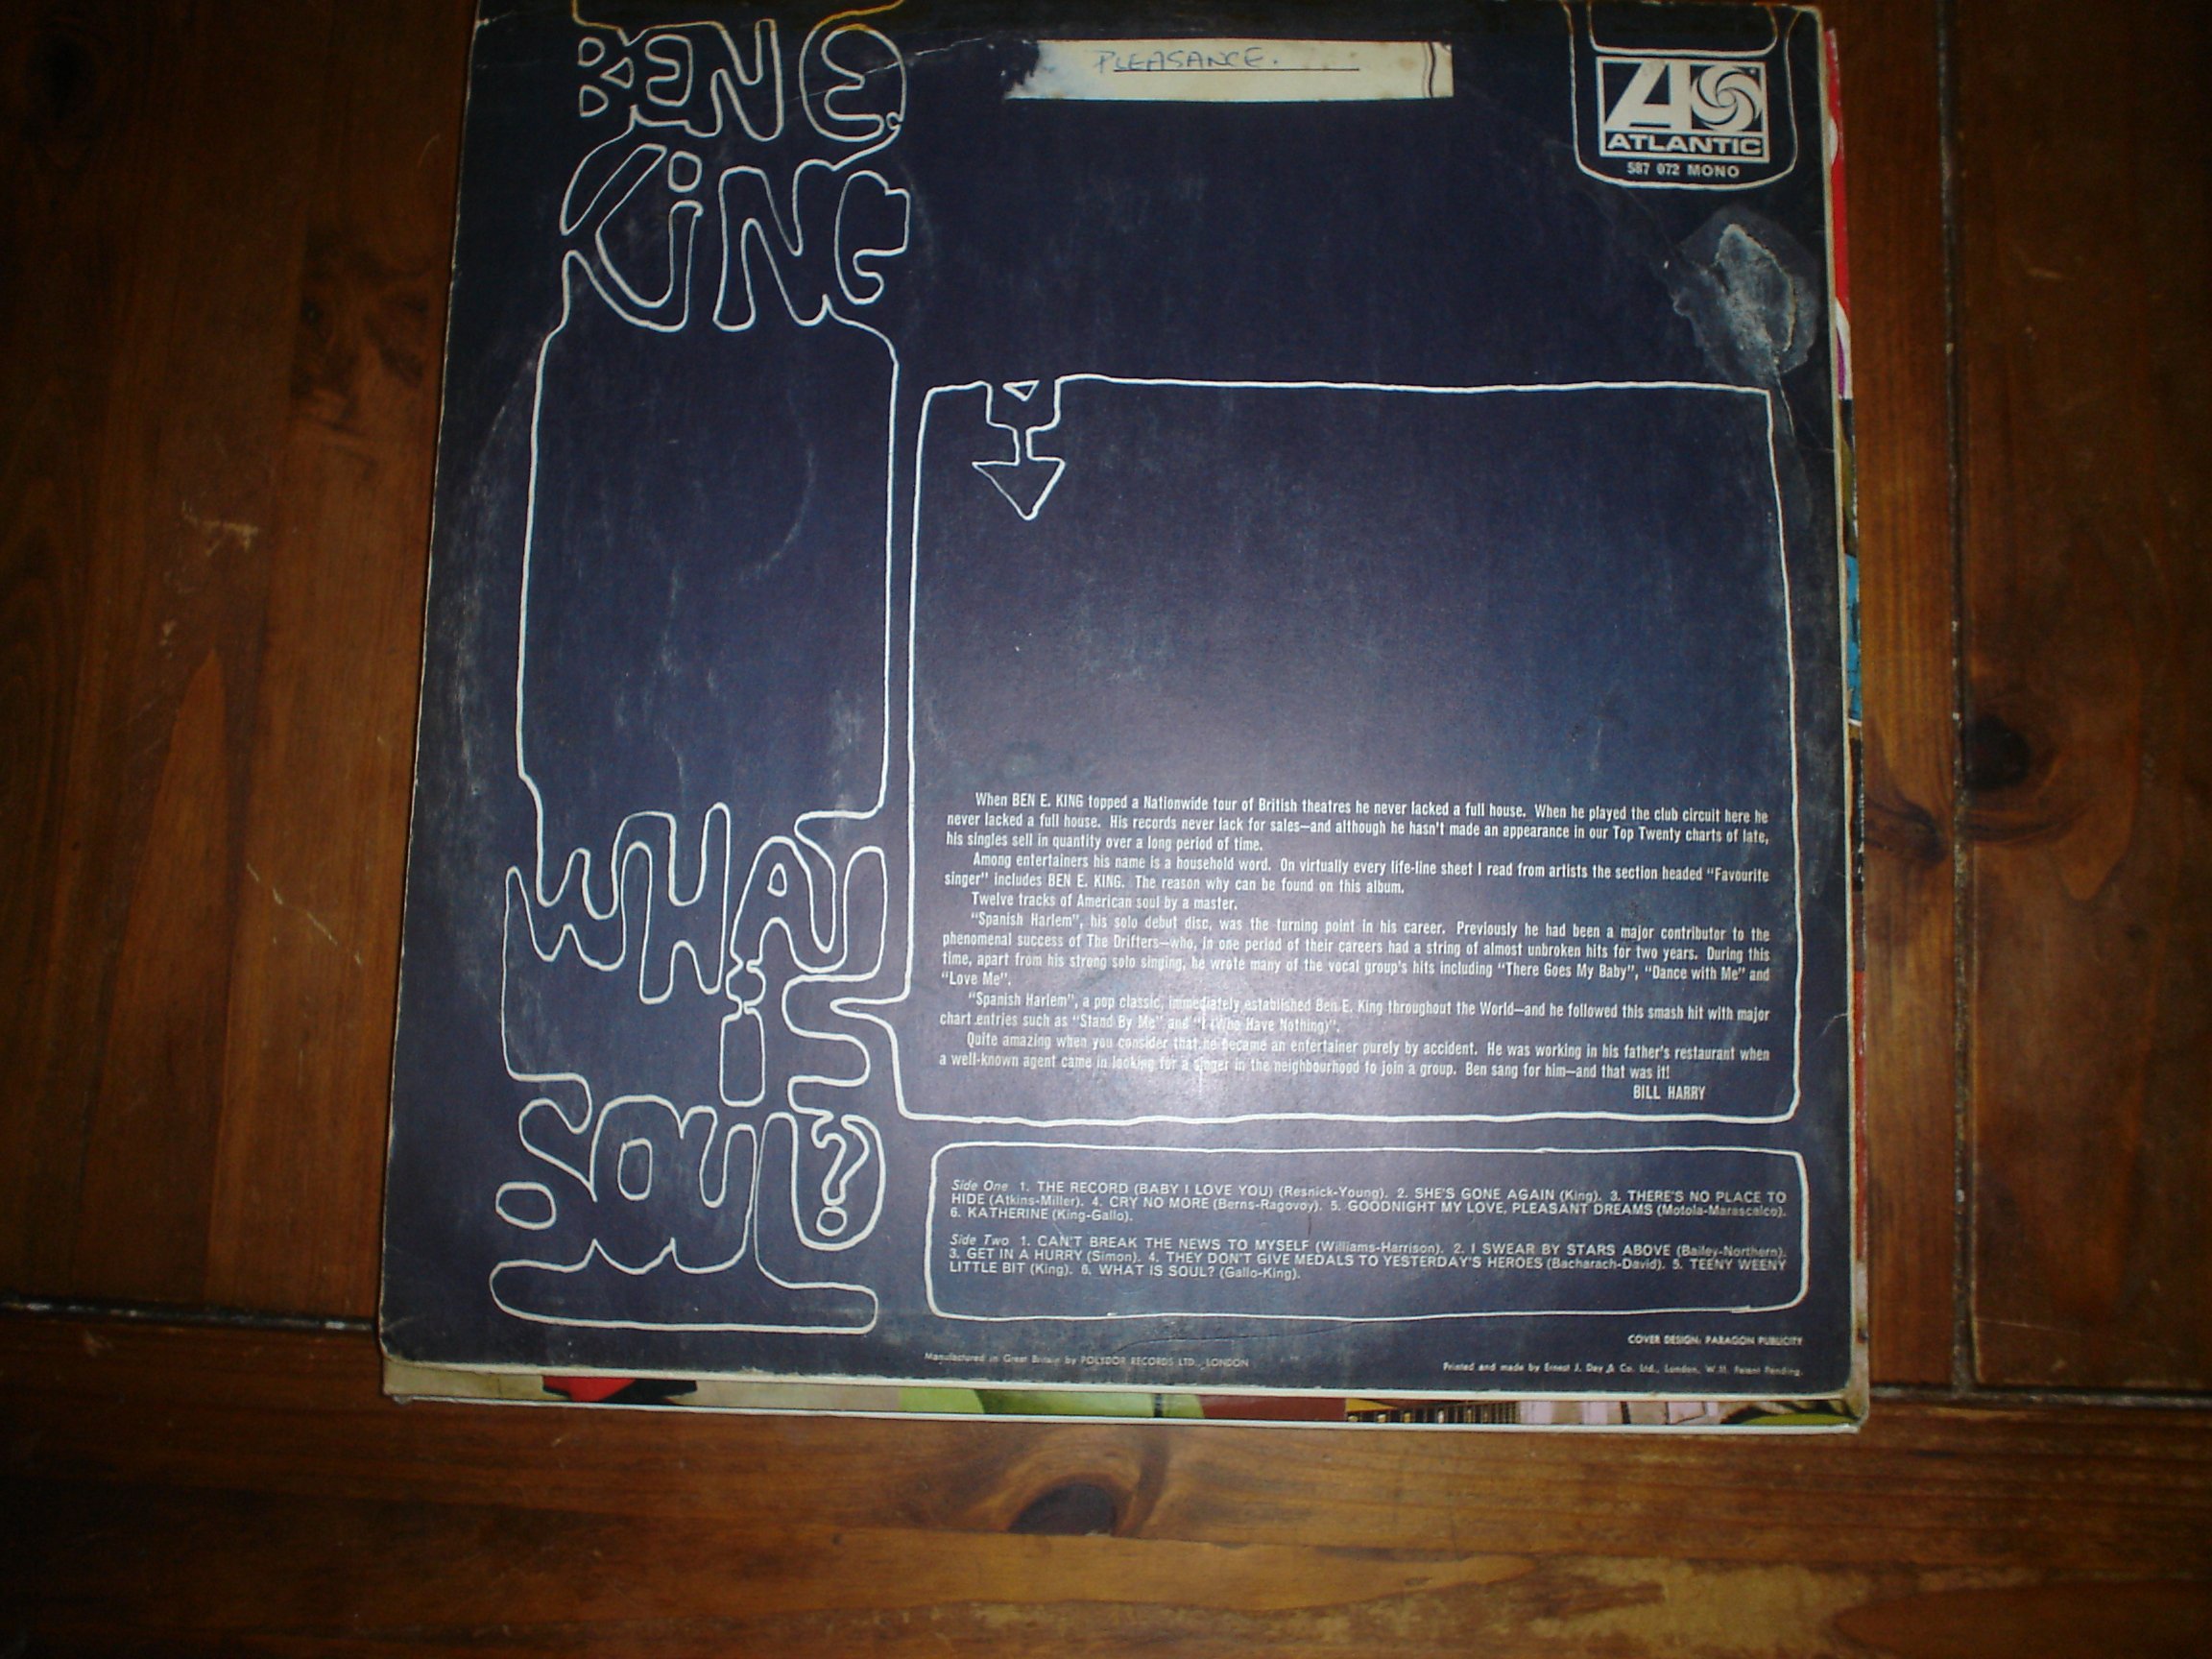 BEN E.
KING
PLEASANCE.
ATLANTIC
587 072 MONO
WHAT
IS
SOUL?
When BEN E. KING topped a Nationwide tour of British theatres he never lacked a full house. When he played the club circuit here he
never lacked a full house. His records never lack for sales—and although he hasn't made an appearance in our Top Twenty charts of late,
his singles sell in quantity over a long period of time.
Among entertainers his name is a household word. On virtually every life-line sheet I read from artists the section headed "Favourite
singer" includes BEN E. KING. The reason why can be found on this album.
Twelve tracks of American soul by a master.
"Spanish Harlem", his solo debut disc, was the turning point in his career. Previously he had been a major contributor to the
phenomenal success of The Drifters—who, in one period of their careers had a string of almost unbroken hits for two years. During this
time, apart from his strong solo singing, he wrote many of the vocal group's hits including "There Goes My Baby", "Dance with Me" and
"Love Me".
"Spanish Harlem", a pop classic, immediately established Ben E. King throughout the World—and he followed this smash hit with major
chart entries such as "Stand By Me" and "I (Who Have Nothing)".
Quite amazing when you consider that he became an entertainer purely by accident. He was working in his father's restaurant when
a well-known agent came in looking for a singer in the neighbourhood to join a group. Ben sang for him—and that was it!
BILL HARRY
Side One 1. THE RECORD (BABY I LOVE YOU) (Resnick-Young). 2. SHE'S GONE AGAIN (King). 3. THERE'S NO PLACE TO
HIDE (Atkins-Miller). 4. CRY NO MORE (Berns-Ragovoy). 5. GOODNIGHT MY LOVE, PLEASANT DREAMS (Motola-Marascalco).
6. KATHERINE (King-Gallo).
Side Two 1. CAN'T BREAK THE NEWS TO MYSELF (Williams-Harrison). 2. I SWEAR BY STARS ABOVE (Bailey-Northern).
3. GET IN A HURRY (Simon). 4. THEY DON'T GIVE MEDALS TO YESTERDAY'S HEROES (Bacharach-David). 5. TEENY WEENY
LITTLE BIT (King). 6. WHAT IS SOUL? (Gallo-King).
COVER DESIGN: PARAGON PUBLICITY
Manufactured in Great Britain by POLYDOR RECORDS LTD., LONDON
Printed and made by Ernest J. Day & Co. Ltd., London, W.11. Patent Pending.